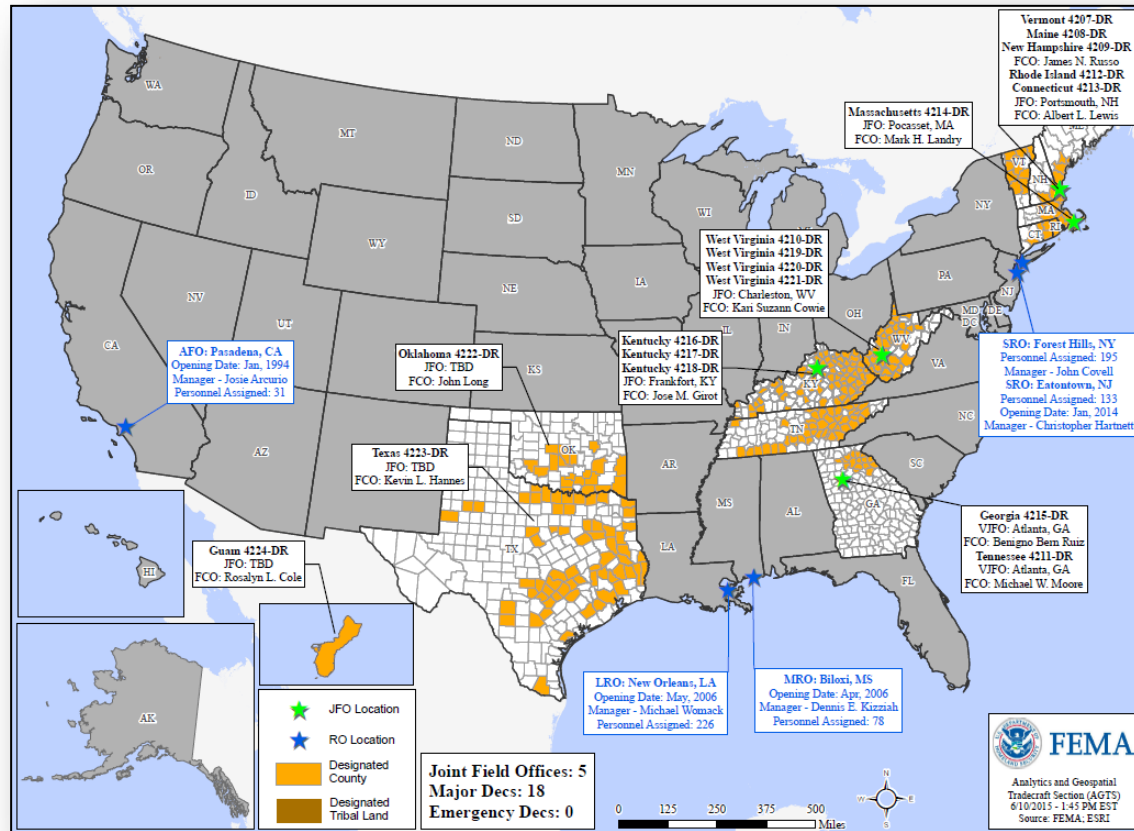 Vermont 4207-DR
Maine 4208-DR
New Hampshire 4209-DR
FCO: James N. Russo
Rhode Island 4212-DR
Connecticut 4213-DR
JFO: Portsmouth, NH
FCO: Albert L. Lewis
Massachusetts 4214-DR
JFO: Pocasset, MA
FCO: Mark H. Landry
WA
MT
ND
MN
OR
ID
SD
WI
WY
NY
VT
NH
MA
CT
RI
West Virginia 4210-DR
West Virginia 4219-DR
West Virginia 4220-DR
West Virginia 4221-DR
JFO: Charleston, WV
FCO: Kari Suzann Cowie
IA
NE
PA
NJ
NV
UT
OH
IN
IL
MD
DC
DE
CA
KS
WV
VA
KY
AFO: Pasadena, CA
Opening Date: Jan, 1994
Manager - Josie Arcurio
Personnel Assigned: 31
Oklahoma 4222-DR
JFO: TBD
FCO: John Long
Kentucky 4216-DR
Kentucky 4217-DR
Kentucky 4218-DR
JFO: Frankfort, KY
FCO: Jose M. Girot
SRO: Forest Hills, NY
Personnel Assigned: 195
Manager - John Covell
SRO: Eatontown, NJ
Personnel Assigned: 133
Opening Date: Jan, 2014
Manager - Christopher Hartnett
NC
TN
AZ
OK
AR
SC
Texas 4223-DR
JFO: TBD
FCO: Kevin L. Hannes
MS
AL
GA
TX
LA
FL
Georgia 4215-DR
VJFO: Atlanta, GA
FCO: Benigno Bern Ruiz
Tennessee 4211-DR
VJFO: Atlanta, GA
FCO: Michael W. Moore
Guam 4224-DR
JFO: TBD
FCO: Rosalyn L. Cole
HI
AK
LRO: New Orleans, LA
Opening Date: May, 2006
Manager - Michael Womack
Personnel Assigned: 226
MRO: Biloxi, MS
Opening Date: Apr, 2006
Manager - Dennis E. Kizziah
Personnel Assigned: 78
JFO Location
RO Location
Designated
County
Designated
Tribal Land
Joint Field Offices: 5
Major Decs: 18
Emergency Decs: 0
0 125 250 375 500
Miles
N
W E
S
FEMA
Analytics and Geospatial
Tradecraft Section (AGTS)
6/10/2015 - 1:45 PM EST
Source: FEMA; ESRI